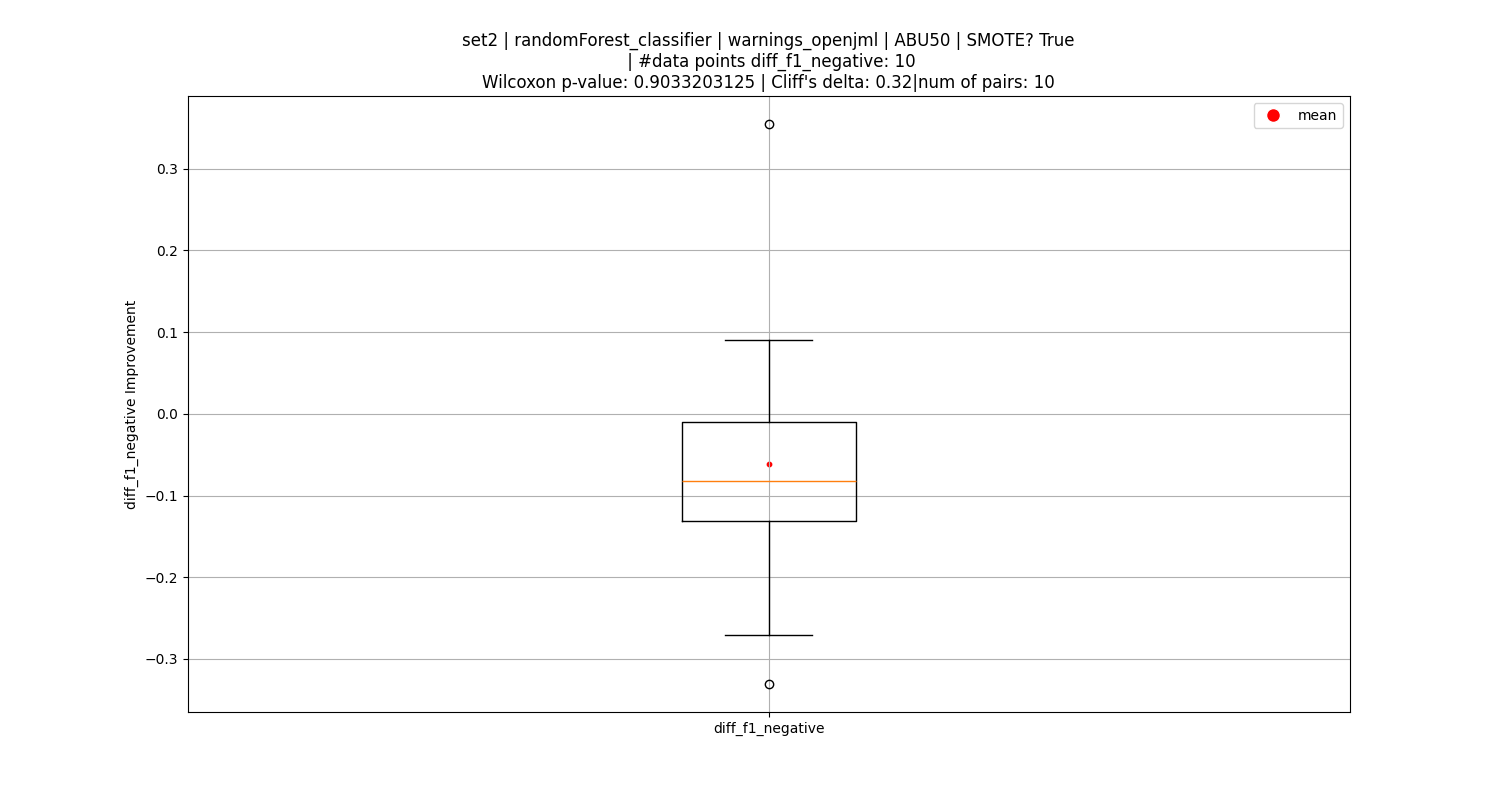 set2 | randomForest_classifier | warnings_openjml | ABU50 | SMOTE? True
| #data points diff_f1_negative: 10
Wilcoxon p-value: 0.9033203125 | Cliff's delta: 0.32|num of pairs: 10
mean
0.3
0.2
0.1
0.0
−0.1
−0.2
−0.3
diff_f1_negative Improvement
diff_f1_negative